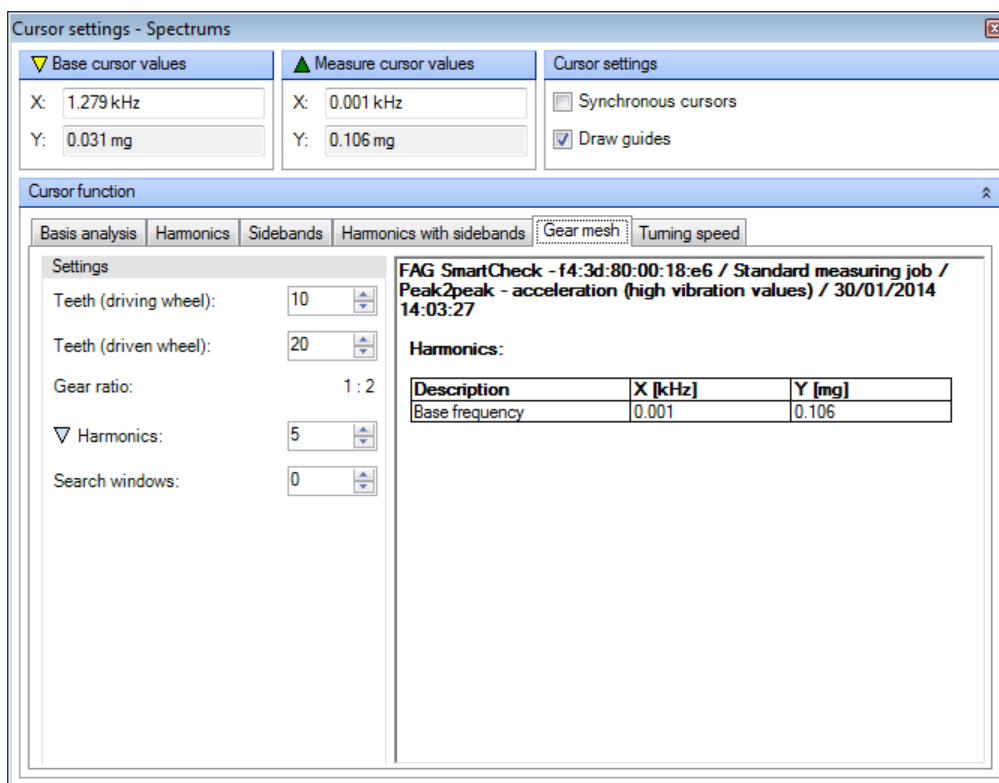 Cursor settings - Spectrums
Base cursor values
X: 1.279 kHz
Y: 0.031 mg
Measure cursor values
X: 0.001 kHz
Y: 0.106 mg
Cursor settings
Synchronous cursors
Draw guides
Cursor function
Basis analysis Harmonics Sidebands Harmonics with sidebands Gear mesh Turning speed
Settings
Teeth (driving wheel): 10
Teeth (driven wheel): 20
Gear ratio: 1 : 2
Harmonics: 5
Search windows: 0
FAG SmartCheck - f4:3d:80:00:18:e6 / Standard measuring job /
Peak2peak - acceleration (high vibration values) / 30/01/2014
14:03:27
Harmonics:
Description X [kHz] Y [mg]
Base frequency 0.001 0.106